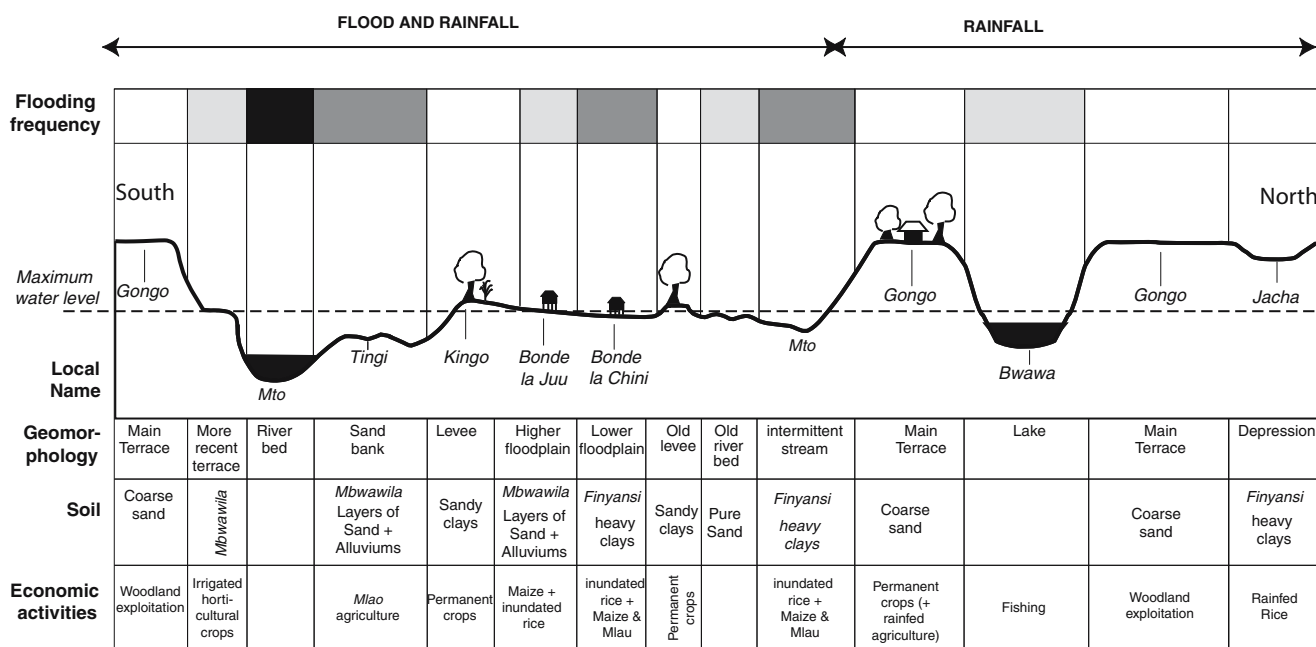 FLOOD AND RAINFALL
RAINFALL
Flooding
frequency
South
North
Maximum
water level
Gongo
Mto
Tingi
Kingo
Bonde
la Juu
Bonde
la Chini
Mto
Gongo
Bwawa
Gongo
Jacha
Local
Name
Geomor-
phology
Main
Terrace
More
recent
terrace
River
bed
Sand
bank
Levee
Higher
floodplain
Lower
floodplain
Old
levee
Old
river
bed
intermittent
stream
Main
Terrace
Lake
Main
Terrace
Depression
Soil
Coarse
sand
Mbwawila
Mbwawila
Layers of
Sand +
Alluviums
Sandy
clays
Mbwawila
Layers of
Sand +
Alluviums
Finyansi
heavy
clays
Sandy
clays
Pure
Sand
Finyansi
heavy
clays
Coarse
sand
Coarse
sand
Finyansi
heavy
clays
Economic
activities
Woodland
exploitation
Irrigated
horti-
cultural
crops
Mlao
agriculture
Permanent
crops
Maize +
inundated
rice
inundated
rice +
Maize &
Mlau
Permanent
crops
inundated
rice +
Maize &
Mlau
Permanent
crops (+
rainfed
agriculture)
Fishing
Woodland
exploitation
Rainfed
Rice